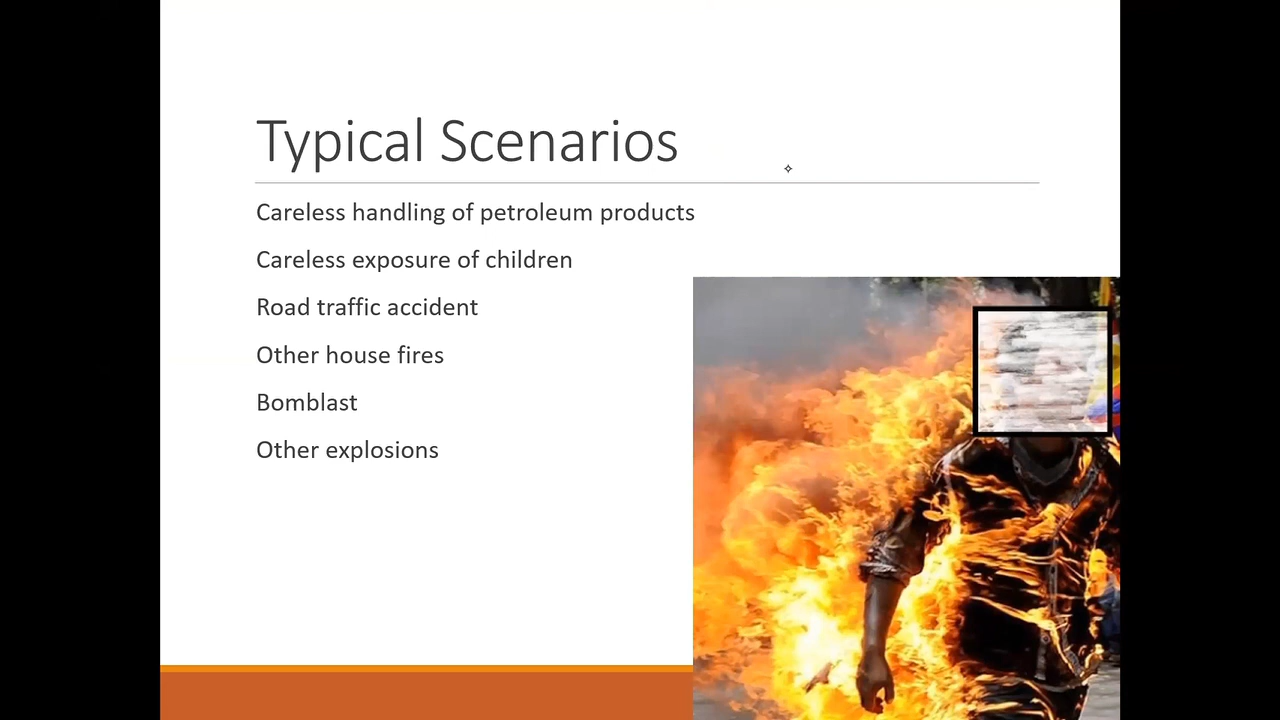 Typical Scenarios
Careless handling of petroleum products
Careless exposure of children
Road traffic accident
Other house fires
Bomblast
Other explosions